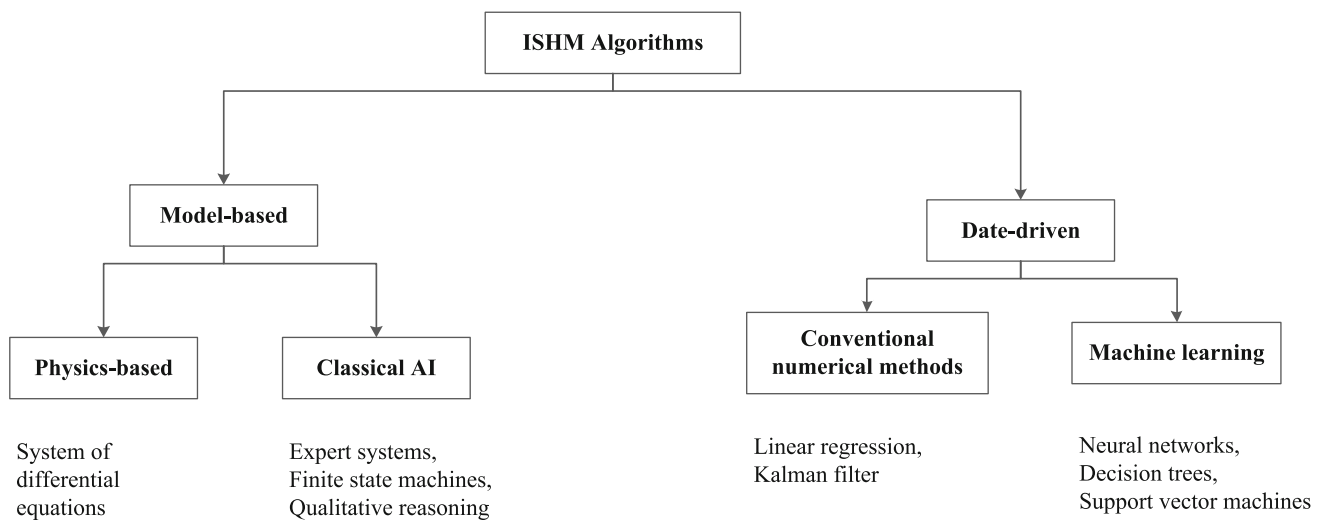 ISHM Algorithms
Model-based
Date-driven
Physics-based
Classical AI
Conventional
numerical methods
Machine learning
System of
differential
equations
Expert systems,
Finite state machines,
Qualitative reasoning
Linear regression,
Kalman filter
Neural networks,
Decision trees,
Support vector machines